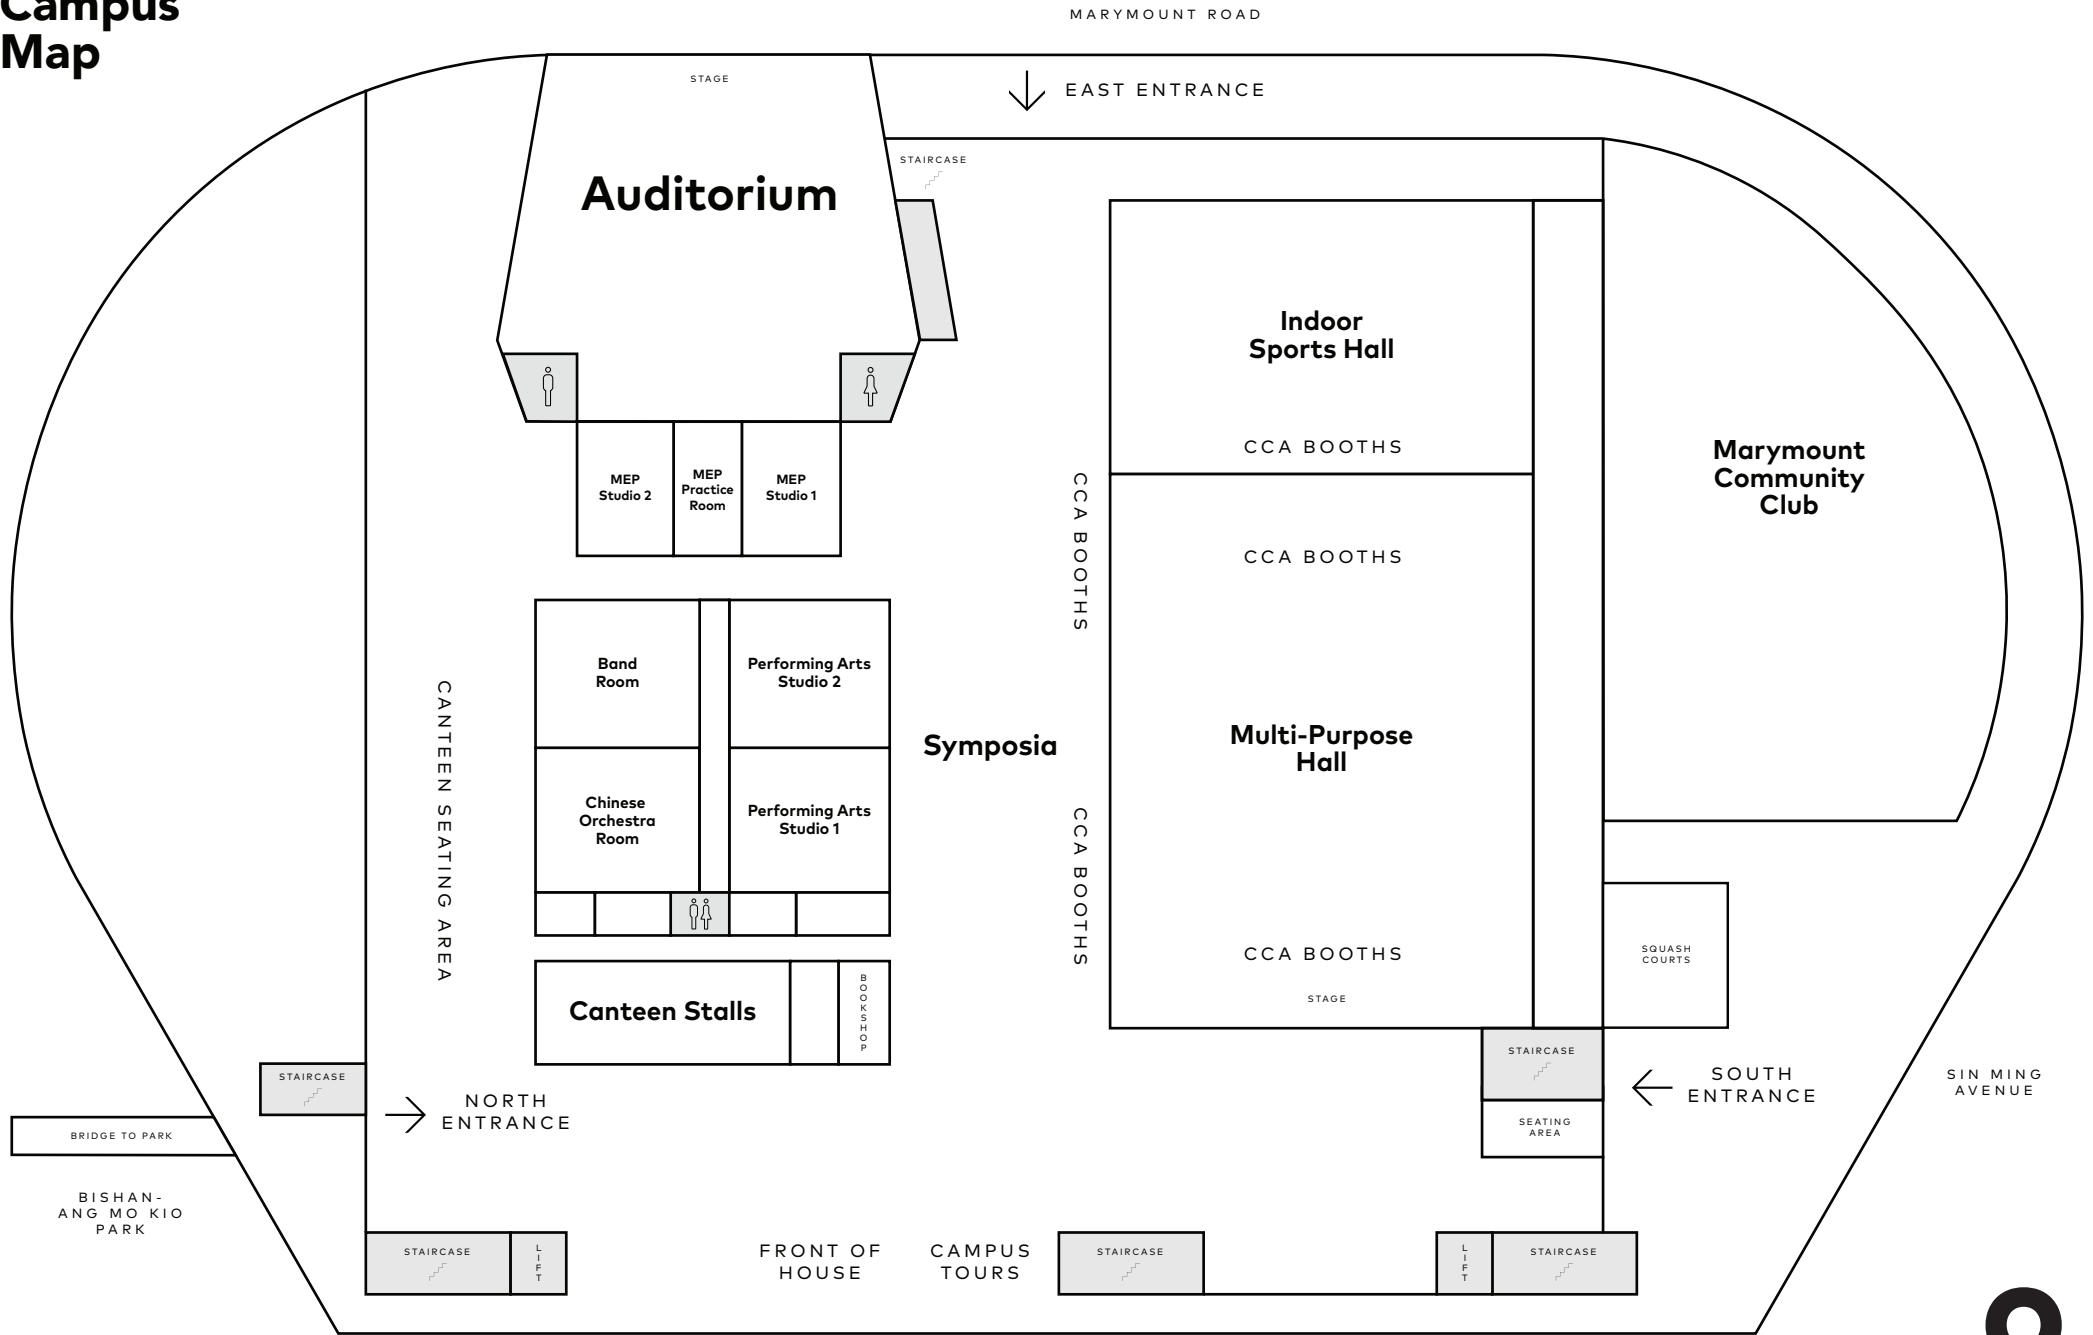 Campus
Map
MARYMOUNT ROAD
STAGE
EAST ENTRANCE
STAIRCASE
Auditorium
Indoor
Sports Hall
CCA BOOTHS
Marymount
Community
Club
MEP
Studio 2
MEP
Practice
Room
MEP
Studio 1
CCA BOOTHS
CCA BOOTHS
Band
Room
Performing Arts
Studio 2
CANTEEN SEATING AREA
Symposia
Multi-Purpose
Hall
Chinese
Orchestra
Room
Performing Arts
Studio 1
CCA BOOTHS
CCA BOOTHS
STAGE
SQUASH
COURTS
Canteen Stalls
BOOKSHOP
STAIRCASE
STAIRCASE
NORTH
ENTRANCE
SOUTH
ENTRANCE
SIN MING
AVENUE
SEATING
AREA
BRIDGE TO PARK
BISHAN-
ANG MO KIO
PARK
STAIRCASE
LIFT
FRONT OF
HOUSE
CAMPUS
TOURS
STAIRCASE
LIFT
STAIRCASE